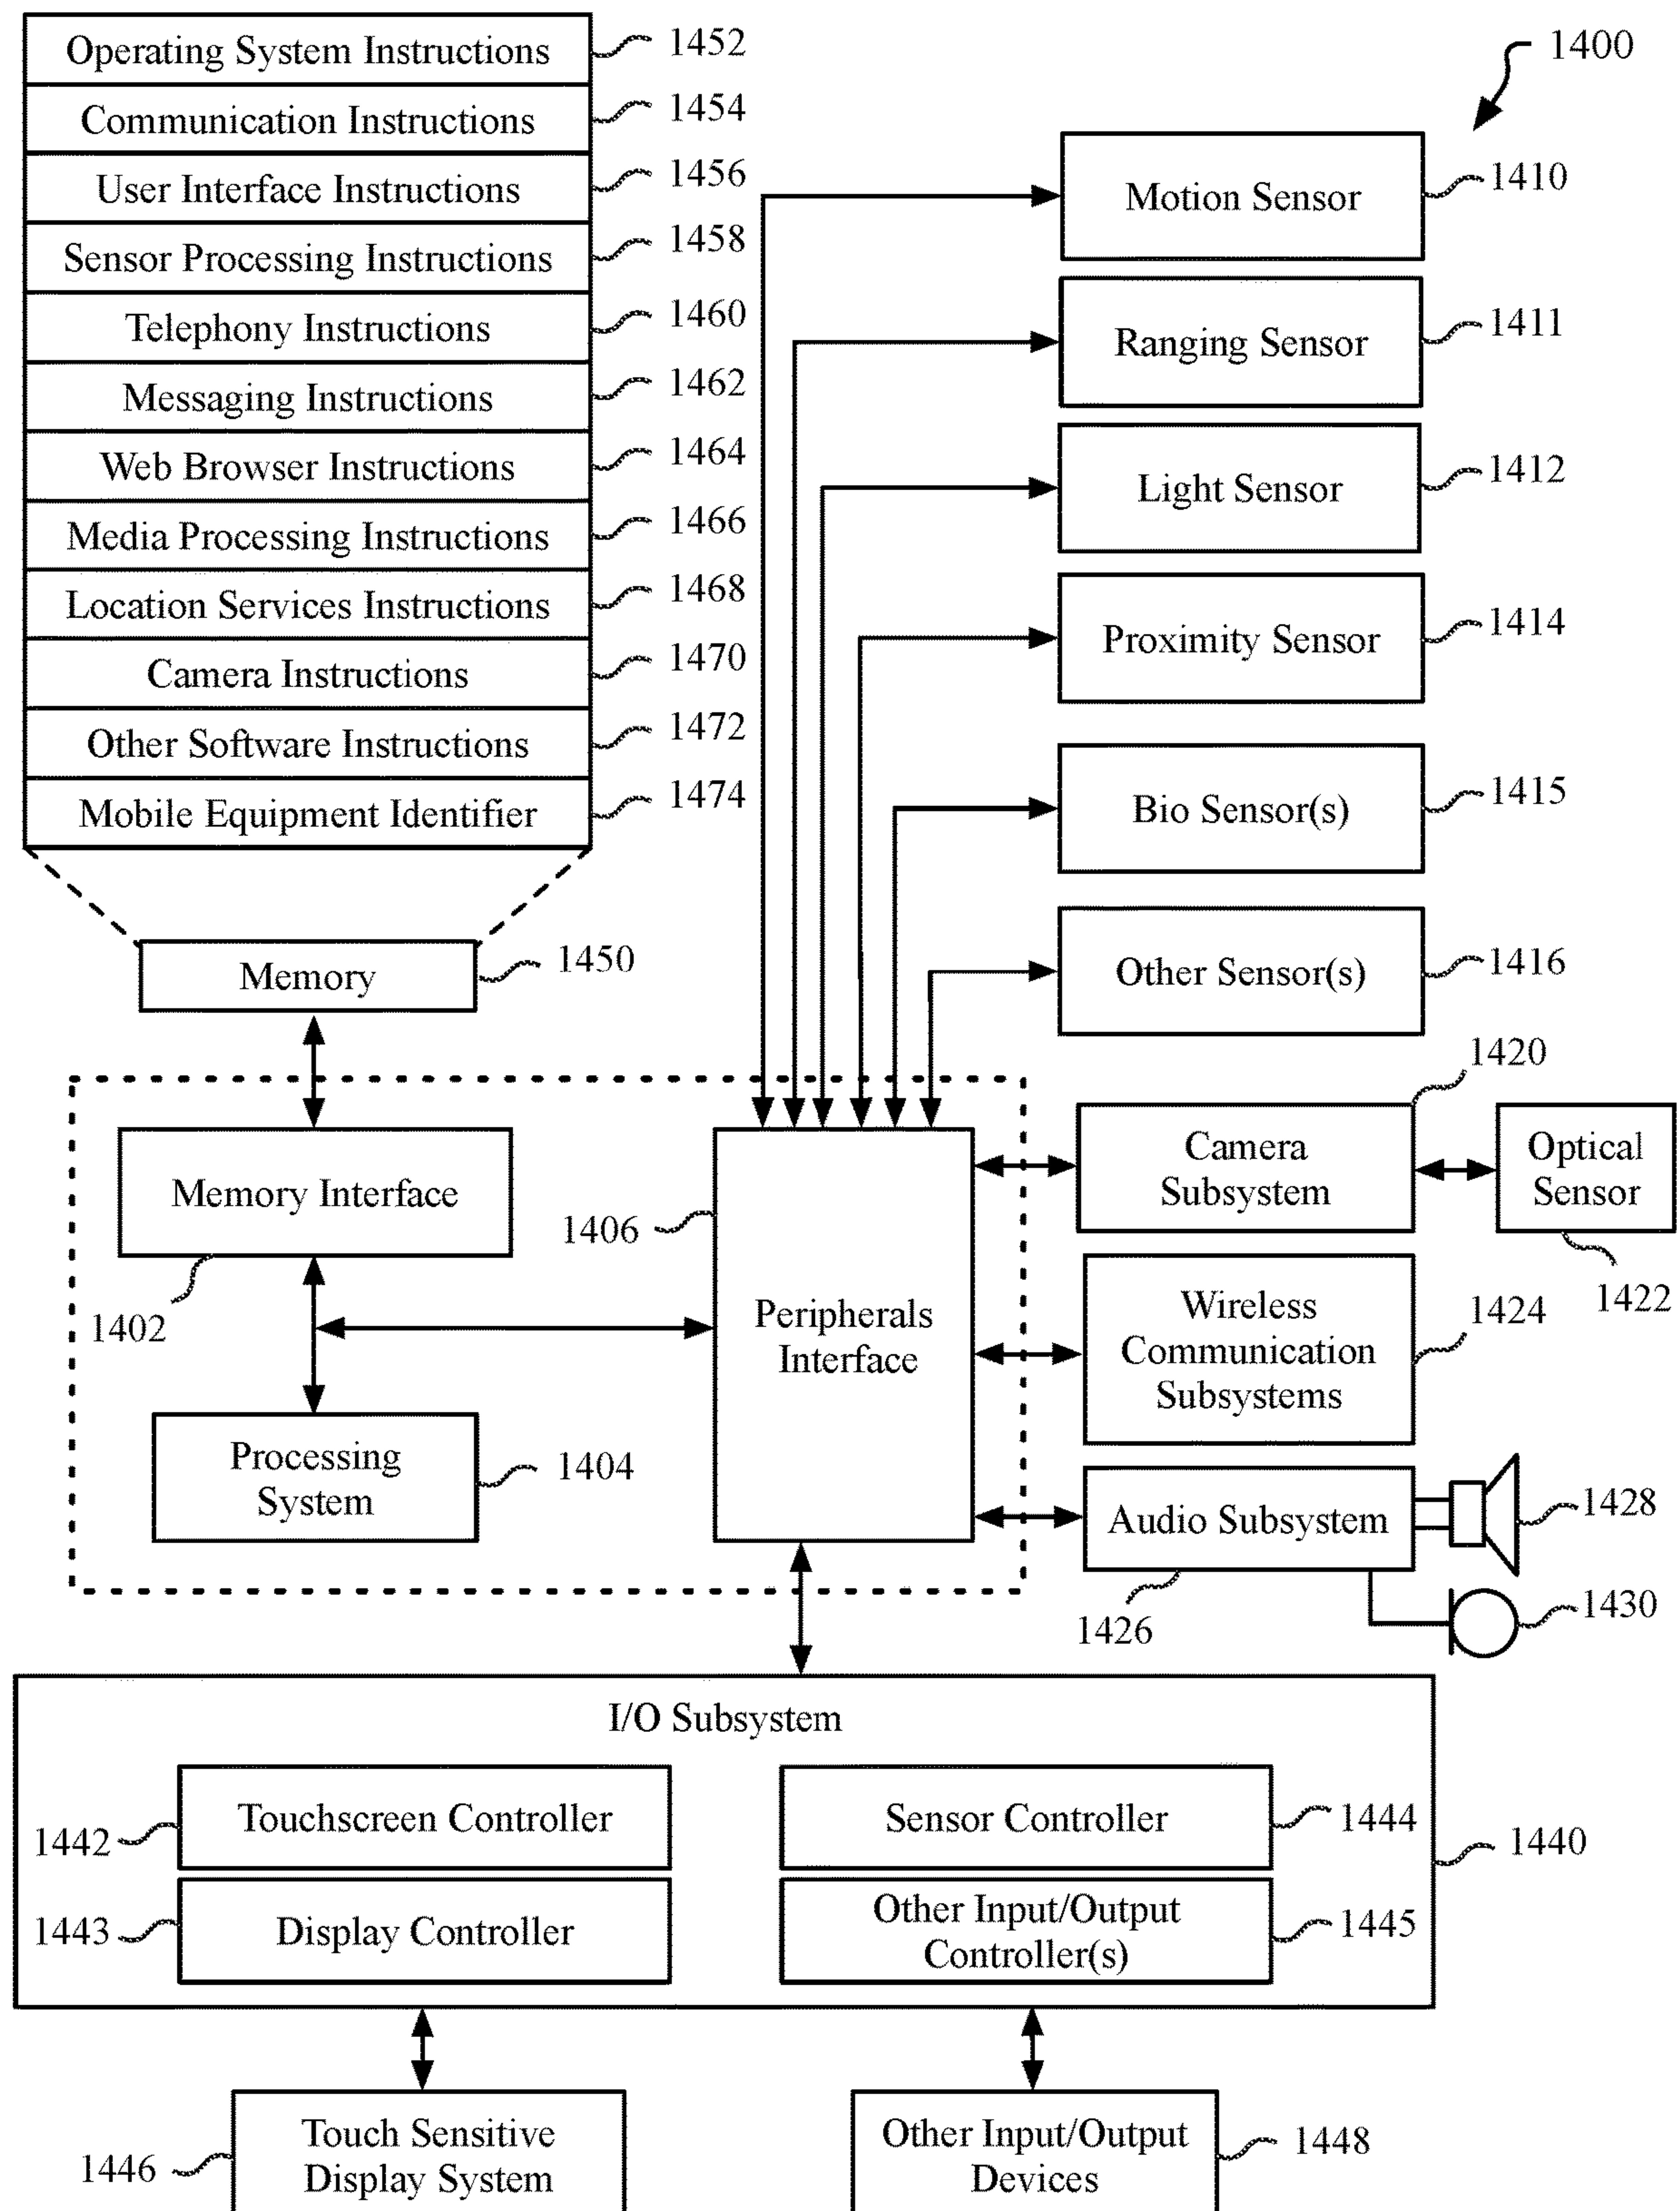 Operating System Instructions
1452
Communication Instructions
1454
User Interface Instructions
1456
Sensor Processing Instructions
1458
Telephony Instructions
1460
Messaging Instructions
1462
Web Browser Instructions
1464
Media Processing Instructions
1466
Location Services Instructions
1468
Camera Instructions
1470
Other Software Instructions
1472
Mobile Equipment Identifier
1474
Memory
1450
1400
Motion Sensor
1410
Ranging Sensor
1411
Light Sensor
1412
Proximity Sensor
1414
Bio Sensor(s)
1415
Other Sensor(s)
1416
Memory Interface
1402
Processing
System
1404
1406
Peripherals
Interface
1420
Camera
Subsystem
Optical
Sensor
1422
Wireless
Communication
Subsystems
1424
Audio Subsystem
1426
1428
1430
I/O Subsystem
1440
Touchscreen Controller
1442
Sensor Controller
1444
Display Controller
1443
Other Input/Output
Controller(s)
1445
Touch Sensitive
Display System
1446
Other Input/Output
Devices
1448